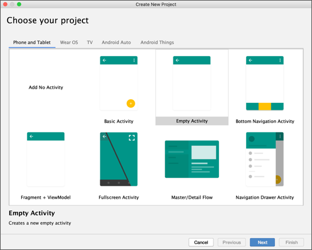 Create New Project
Choose your project
Phone and Tablet Wear OS TV Android Auto Android Things
Add No Activity
Basic Activity Empty Activity Bottom Navigation Activity
Fragment + ViewModel Fullscreen Activity Master/Detail Flow Navigation Drawer Activity
Empty Activity
Creates a new empty activity
Cancel Previous Next Finish